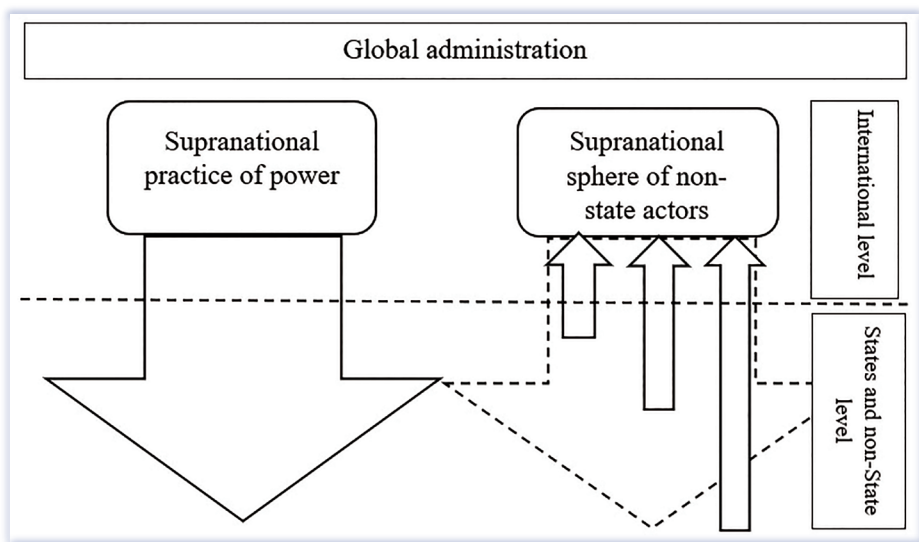 Global administration
Supranational
practice of power
Supranational
sphere of non-
state actors
International level
States and non-State
level